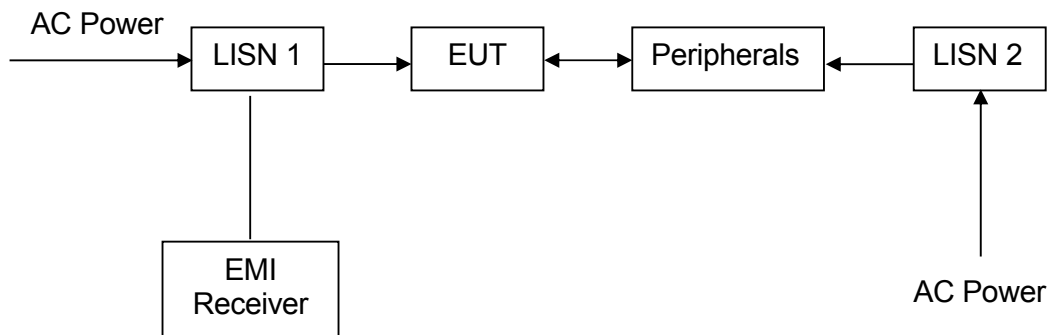 AC Power
LISN 1
EUT
Peripherals
LISN 2
EMI
Receiver
AC Power